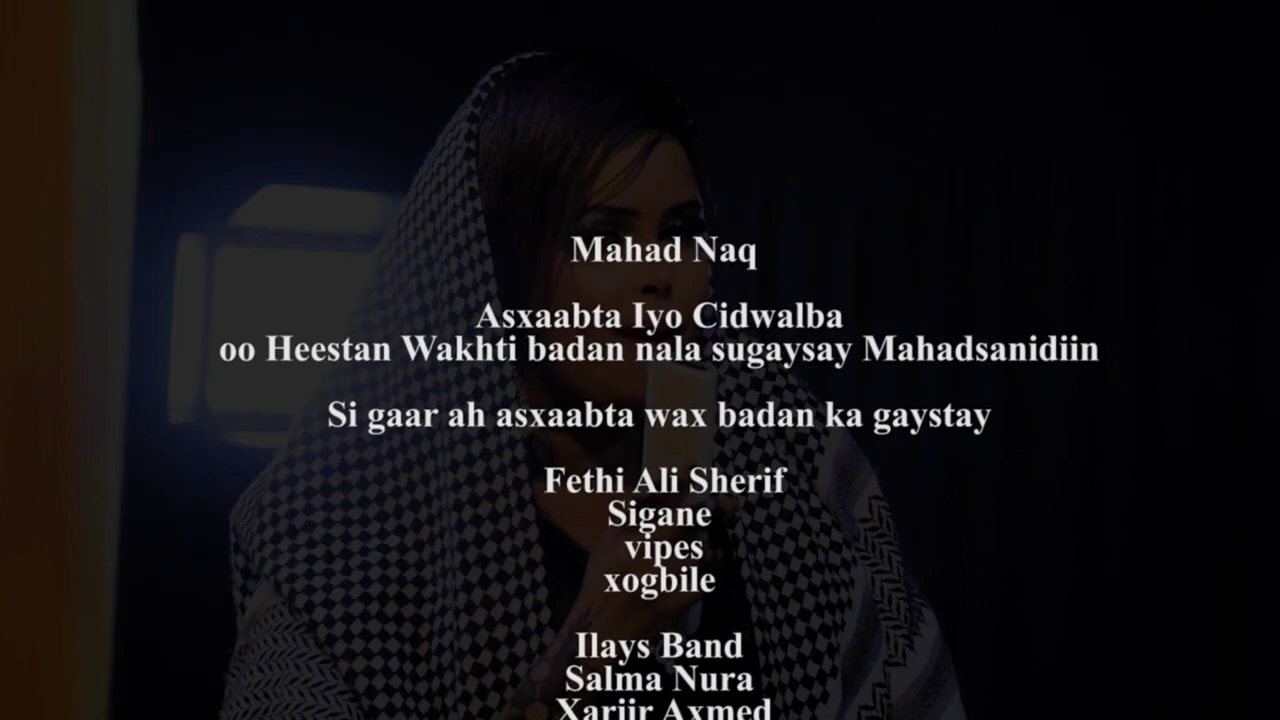 Mahad Naq
Asxaabta Iyo Cidwalba
oo Heestan Wakhti badan nala sugaysay Mahadsanidiin
Si gaar ah asxaabta wax badan ka gaystay
Fethi Ali Sherif
Sigane
vipes
xogbile
Ilays Band
Salma Nura
Xariir Axmed